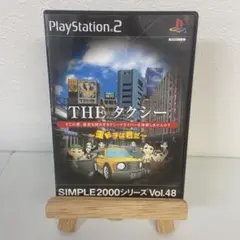 PlayStation 2
THE タクシー
〜運転手は君だ〜
SIMPLE2000シリーズ Vol.48